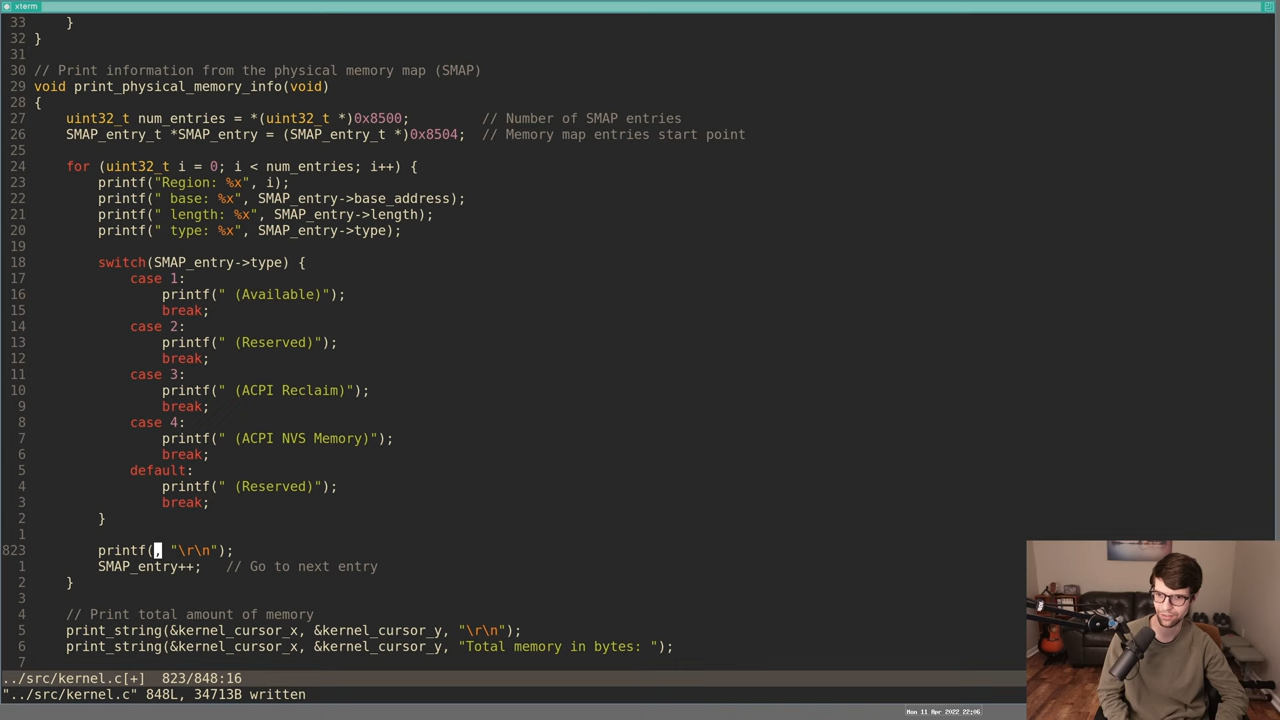 xterm
33     }
32 }
31
30 // Print information from the physical memory map (SMAP)
29 void print_physical_memory_info(void)
28 {
27     uint32_t num_entries = *(uint32_t *)0x8500;         // Number of SMAP entries
26     SMAP_entry_t *SMAP_entry = (SMAP_entry_t *)0x8504;  // Memory map entries start point
25
24     for (uint32_t i = 0; i < num_entries; i++) {
23         printf("Region: %x", i);
22         printf(" base: %x", SMAP_entry->base_address);
21         printf(" length: %x", SMAP_entry->length);
20         printf(" type: %x", SMAP_entry->type);
19
18         switch(SMAP_entry->type) {
17             case 1:
16                 printf(" (Available)");
15                 break;
14             case 2:
13                 printf(" (Reserved)");
12                 break;
11             case 3:
10                 printf(" (ACPI Reclaim)");
9                 break;
8             case 4:
7                 printf(" (ACPI NVS Memory)");
6                 break;
5             default:
4                 printf(" (Reserved)");
3                 break;
2         }
1
823         printf(, "\r\n");
1         SMAP_entry++;   // Go to next entry
2     }
3
4     // Print total amount of memory
5     print_string(&kernel_cursor_x, &kernel_cursor_y, "\r\n");
6     print_string(&kernel_cursor_x, &kernel_cursor_y, "Total memory in bytes: ");
7
../src/kernel.c[+]  823/848:16
"../src/kernel.c" 848L, 34713B written
Mon 11 Apr 2022 22:06